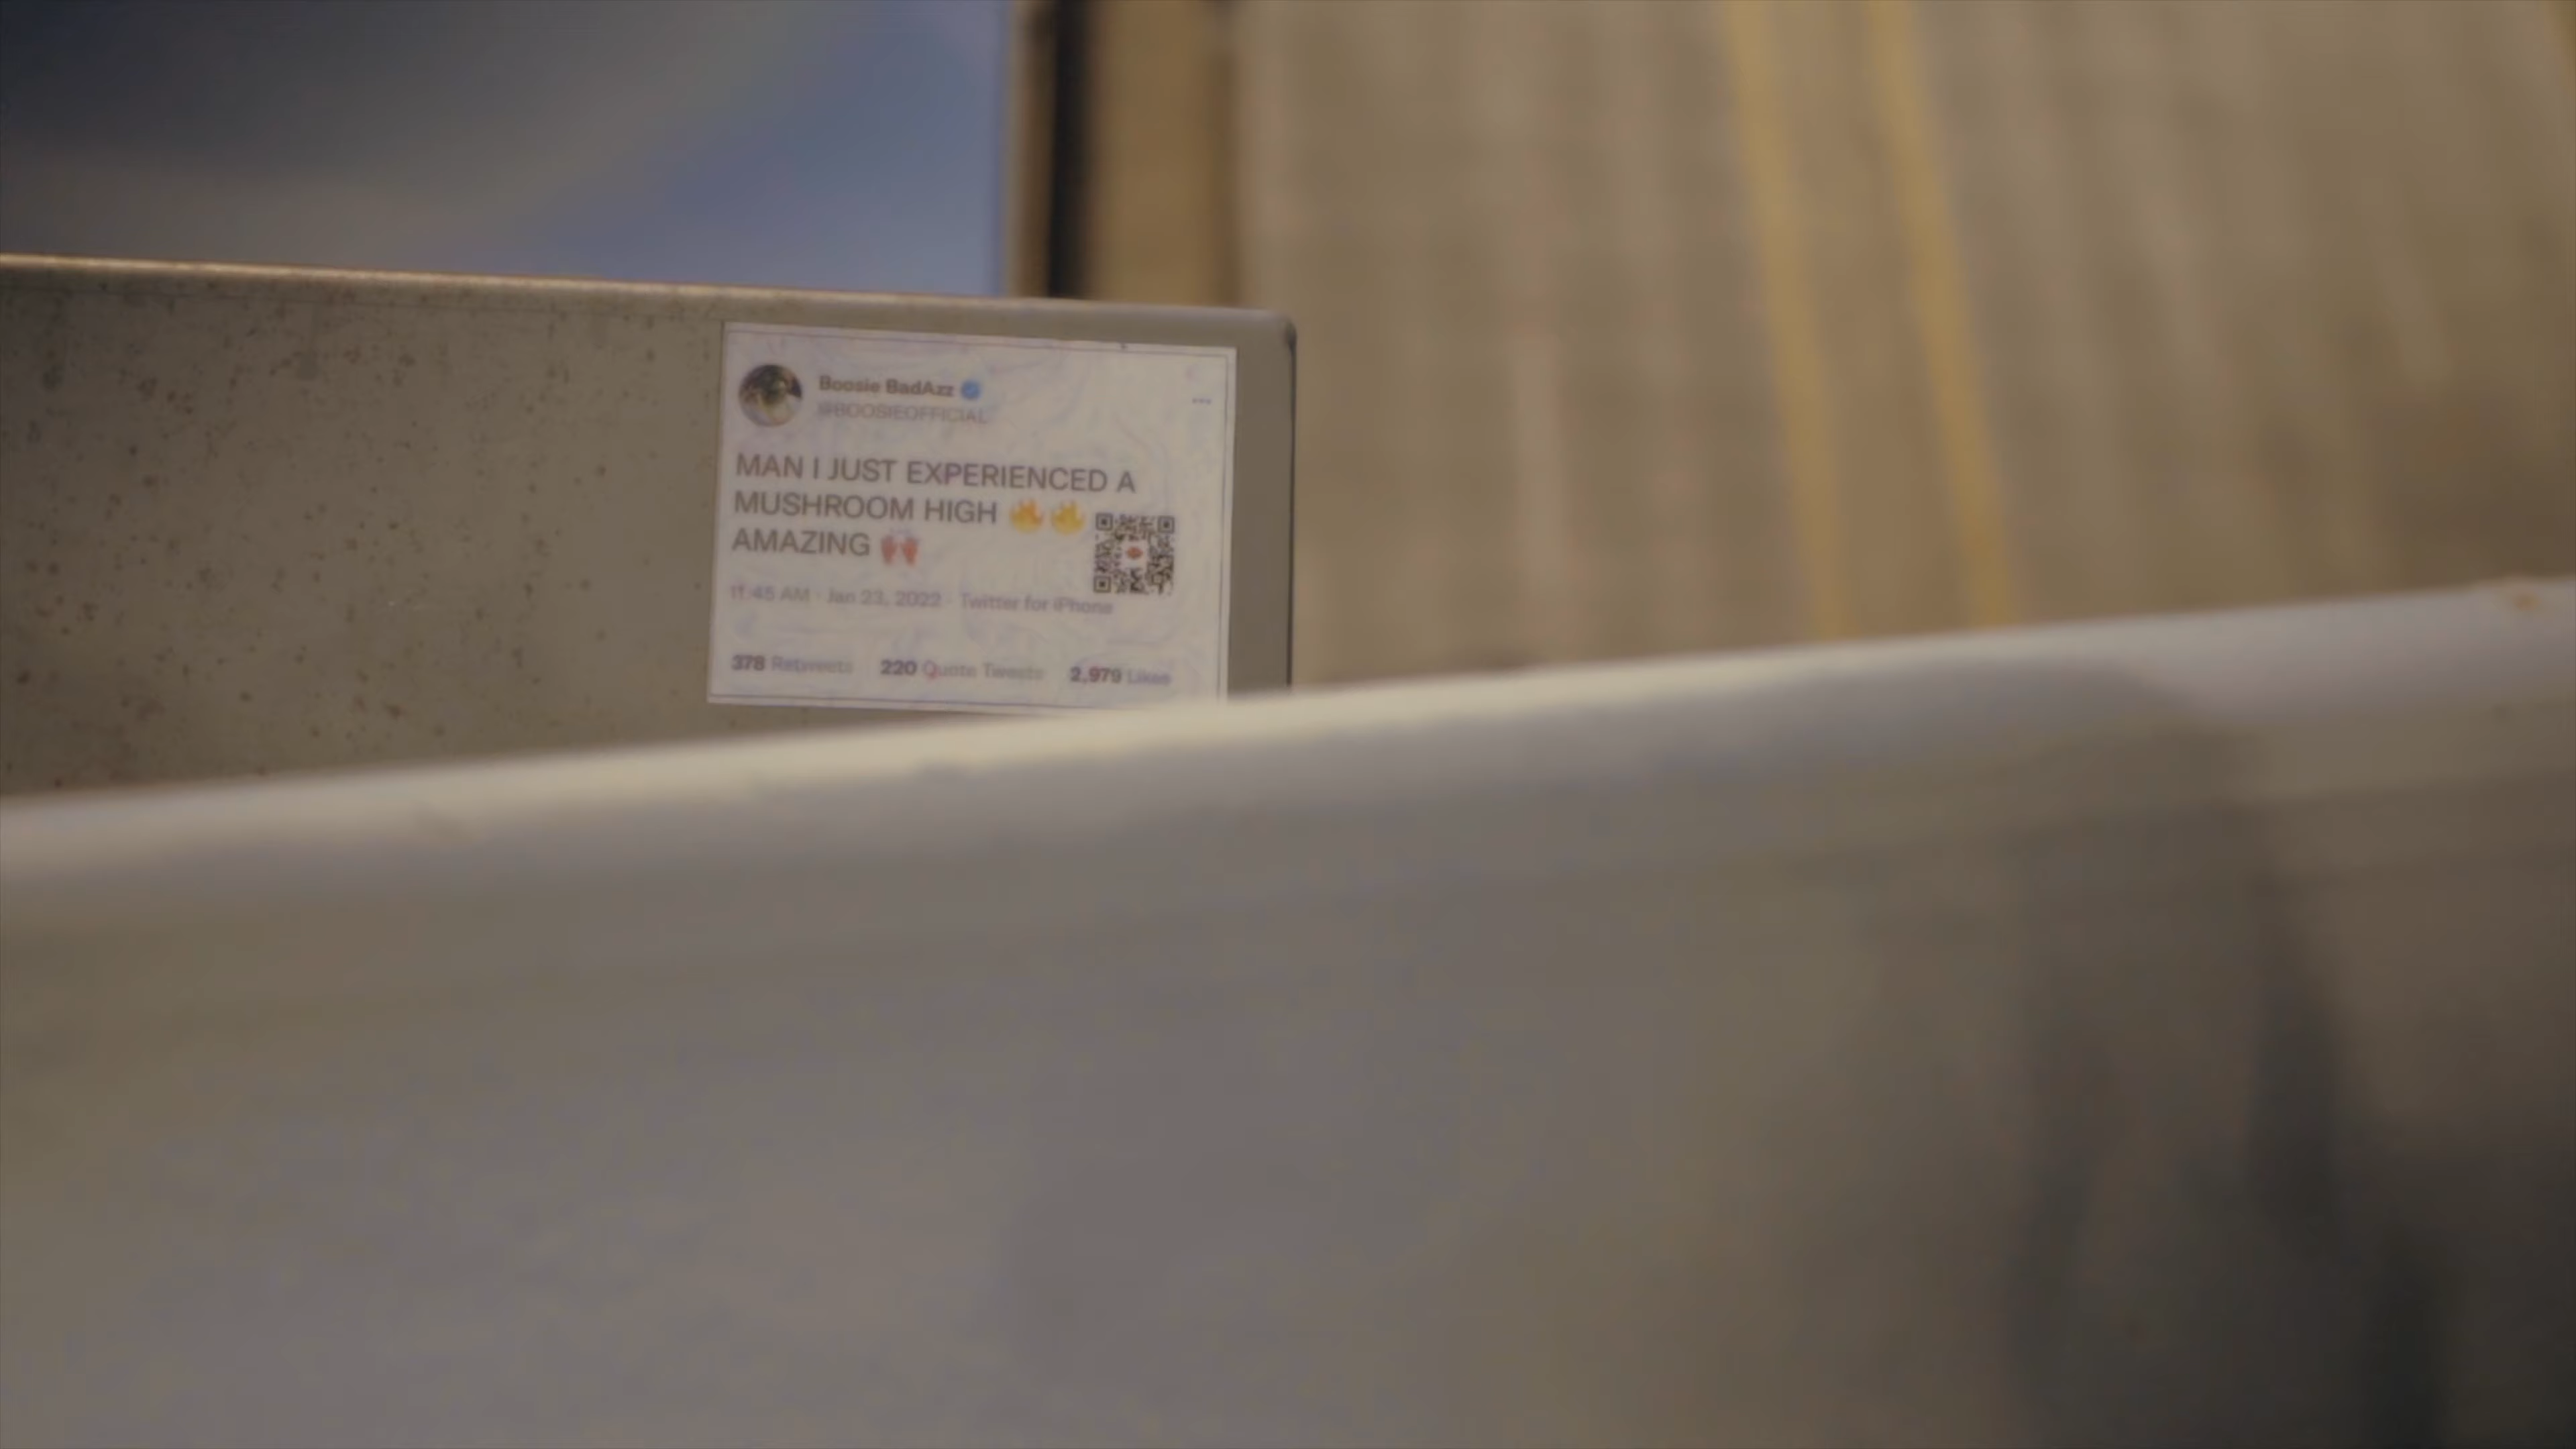 Boosie BadAzz
@BOOSIEOFFICIAL
MAN I JUST EXPERIENCED A
MUSHROOM HIGH 🔥🔥
AMAZING 👣
11:45 AM · Jan 23, 2022 · Twitter for iPhone
378 Retweets 220 Quote Tweets 2,979 Likes